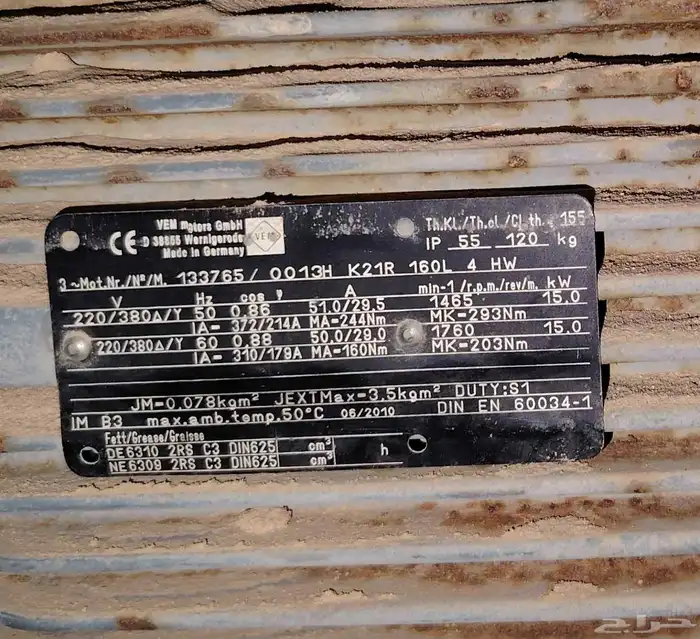 VEM motors GmbH
D 38855 Wernigerode
Made in Germany
CE
VEM
Th.Kl./Th.cl./Cl.th. 155
IP 55 120 kg
3~Mot.Nr./N°/M. 133765/ 0013H K21R 160L 4 HW
V Hz cos φ A min-1/r.p.m./rev/m. kW
220/380Δ/Y 50 0.86 51.0/29.5 1465 15.0
IA- 372/214A MA-244Nm MK-293Nm
220/380Δ/Y 60 0.88 50.0/29.0 1760 15.0
IA- 310/179A MA-160Nm MK-203Nm
JM-0.078kgm² JEXTMax-3.5kgm² DUTY:S1
IM B3 max.amb.temp.50°C 06/2010 DIN EN 60034-1
Fett/Grease/Graisse
DE6310 2RS C3 DIN625 cm³ h
NE6309 2RS C3 DIN625 cm³
حراج